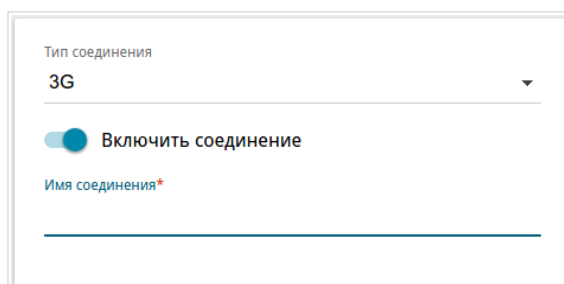 Тип соединения
3G
Включить соединение
Имя соединения*